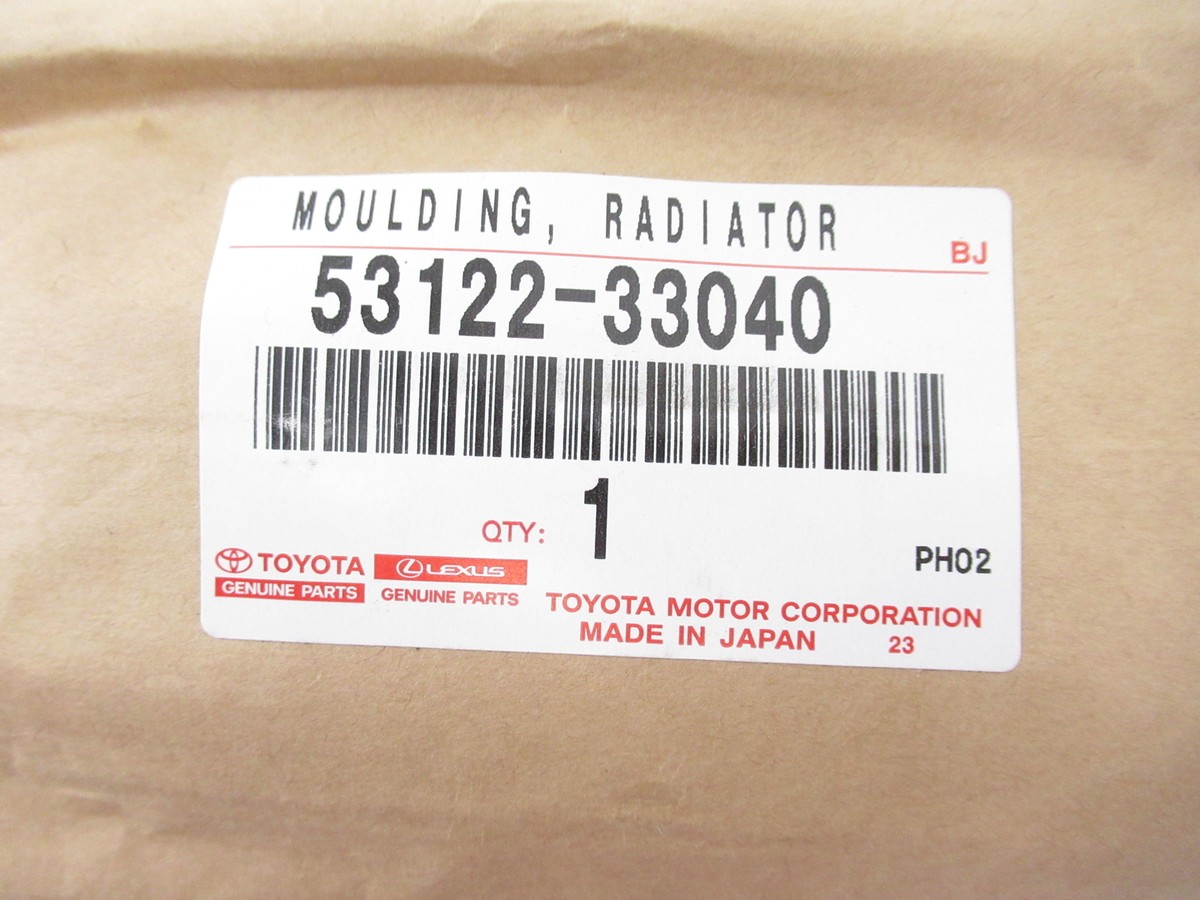 MOULDING, RADIATOR
BJ
53122-33040
QTY: 1
PH02
TOYOTA
GENUINE PARTS
LEXUS
GENUINE PARTS
TOYOTA MOTOR CORPORATION
MADE IN JAPAN 23